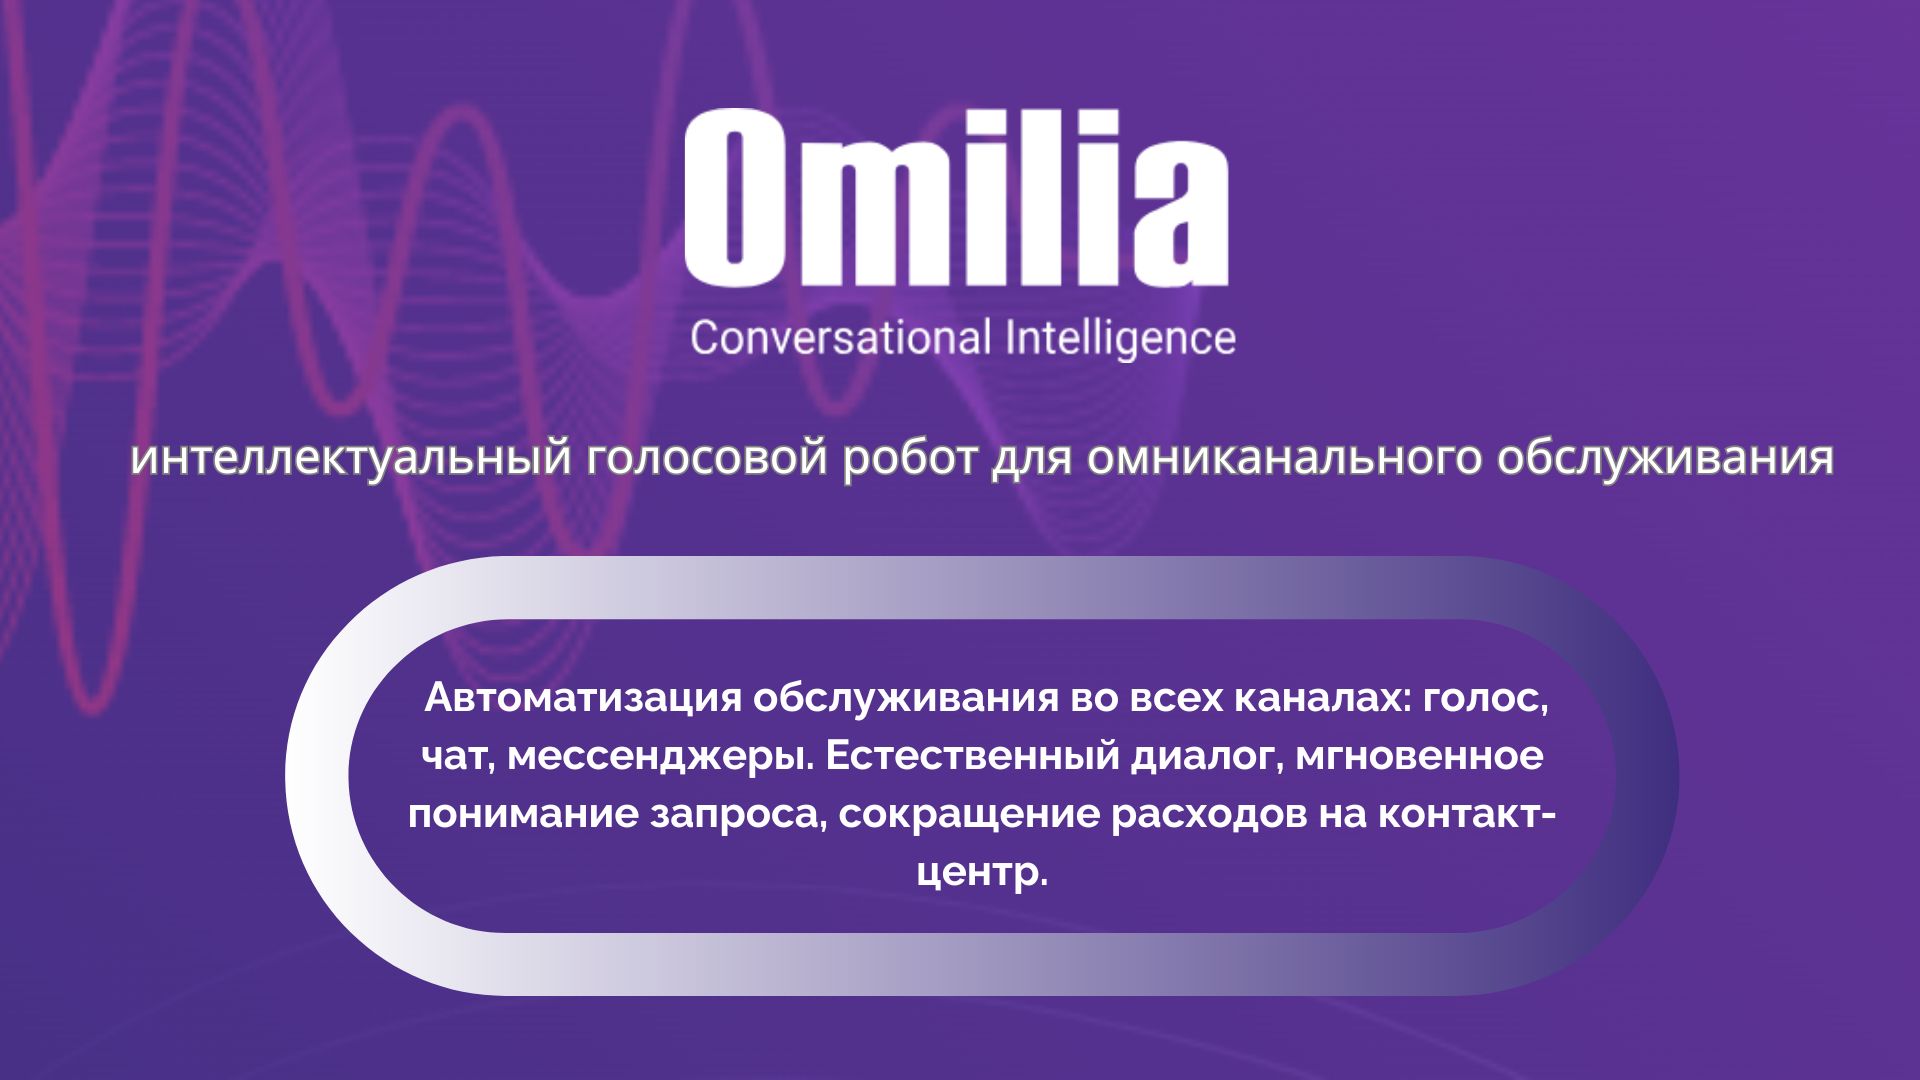 Omilia
Conversational Intelligence
интеллектуальный голосовой робот для омниканального обслуживания
Автоматизация обслуживания во всех каналах: голос,
чат, мессенджеры. Естественный диалог, мгновенное
понимание запроса, сокращение расходов на контакт-
центр.